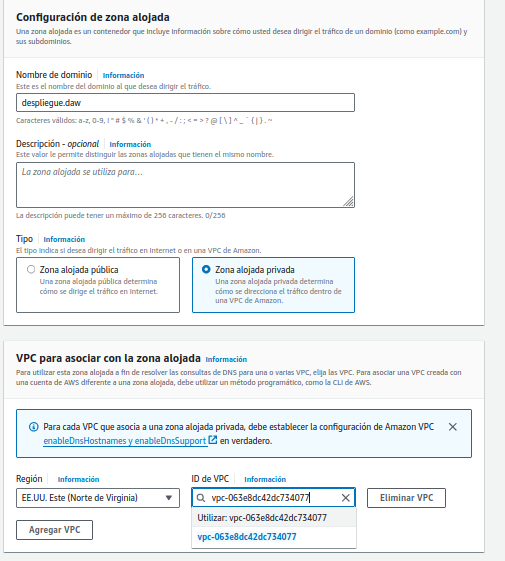 Configuración de zona alojada
Una zona alojada es un contenedor que incluye información sobre cómo usted desea dirigir el tráfico de un dominio (como example.com) y
sus subdominios.
Nombre de dominio Información
Este es el nombre del dominio al que desea dirigir el tráfico.
despliegue.daw
Caracteres válidos: a-z, 0-9, ! " # $ % & ' ( ) * + , - / : ; < = > ? @ [ \ ] ^ _ ` { | } . ~
Descripción - opcional Información
Este valor le permite distinguir las zonas alojadas que tienen el mismo nombre.
La zona alojada se utiliza para...
La descripción puede tener un máximo de 256 caracteres. 0/256
Tipo Información
El tipo indica si desea dirigir el tráfico en Internet o en una VPC de Amazon.
Zona alojada pública
Una zona alojada pública determina
cómo se dirige el tráfico en Internet.
Zona alojada privada
Una zona alojada privada determina
cómo se direcciona el tráfico dentro de
una VPC de Amazon.
VPC para asociar con la zona alojada Información
Para utilizar esta zona alojada a fin de resolver las consultas de DNS para una o varias VPC, elija las VPC. Para asociar una VPC creada con
una cuenta de AWS diferente a una zona alojada, debe utilizar un método programático, como la CLI de AWS.
Para cada VPC que asocia a una zona alojada privada, debe establecer la configuración de Amazon VPC
enableDnsHostnames y enableDnsSupport en verdadero.
Región Información
EE.UU. Este (Norte de Virginia)
ID de VPC Información
vpc-063e8dc42dc734077
Eliminar VPC
Utilizar: vpc-063e8dc42dc734077
vpc-063e8dc42dc734077
Agregar VPC